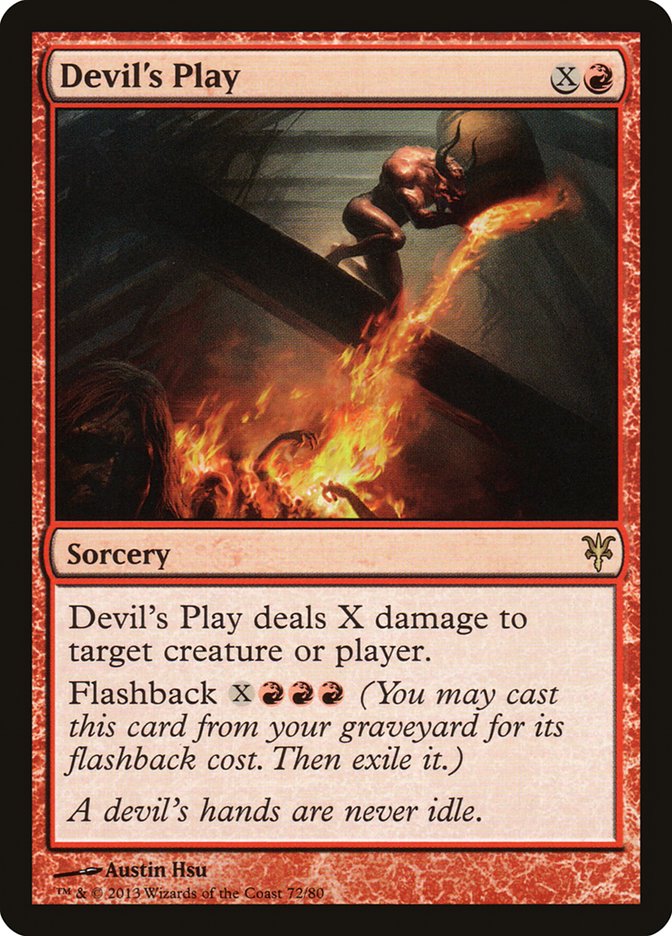 Devil's Play X
Sorcery
Devil's Play deals X damage to
target creature or player.
Flashback X (You may cast
this card from your graveyard for its
flashback cost. Then exile it.)
A devil's hands are never idle.
Austin Hsu
™ & © 2013 Wizards of the Coast 72/80